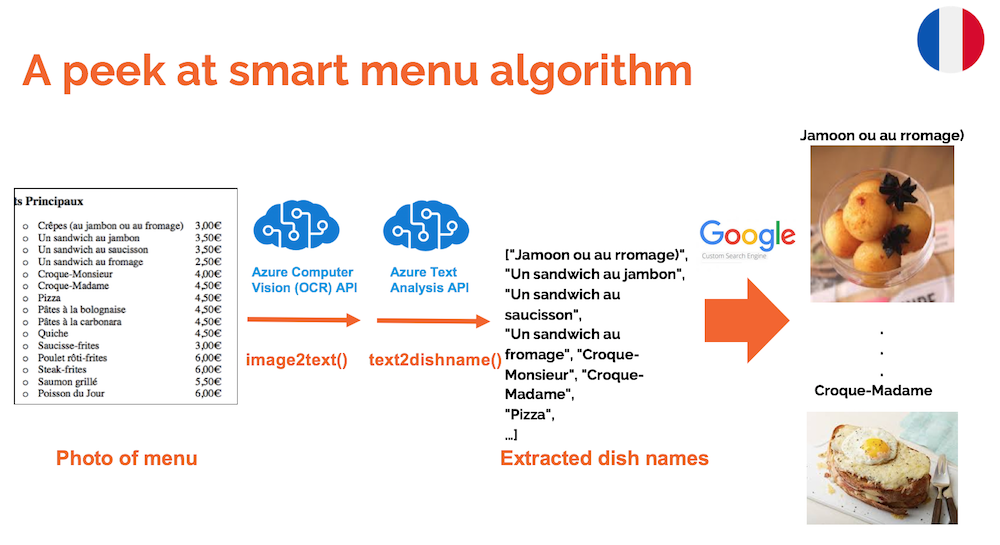 A peek at smart menu algorithm
ts Principaux
o Crêpes (au jambon ou au fromage) 3,00€
o Un sandwich au jambon 3,50€
o Un sandwich au saucisson 3,50€
o Un sandwich au fromage 2,50€
o Croque-Monsieur 4,00€
o Croque-Madame 4,50€
o Pizza 4,50€
o Pâtes à la bolognaise 4,50€
o Pâtes à la carbonara 4,50€
o Quiche 4,50€
o Saucisse-frites 3,00€
o Poulet rôti-frites 6,00€
o Steak-frites 6,00€
o Saumon grillé 5,50€
o Poisson du Jour 6,00€
Photo of menu
Azure Computer
Vision (OCR) API
image2text()
Azure Text
Analysis API
text2dishname()
["Jamoon ou au rromage)",
"Un sandwich au jambon",
"Un sandwich au
saucisson",
"Un sandwich au
fromage", "Croque-
Monsieur", "Croque-
Madame",
"Pizza",
...]
Extracted dish names
Google
Custom Search Engine
Jamoon ou au rromage)
.
.
.
Croque-Madame